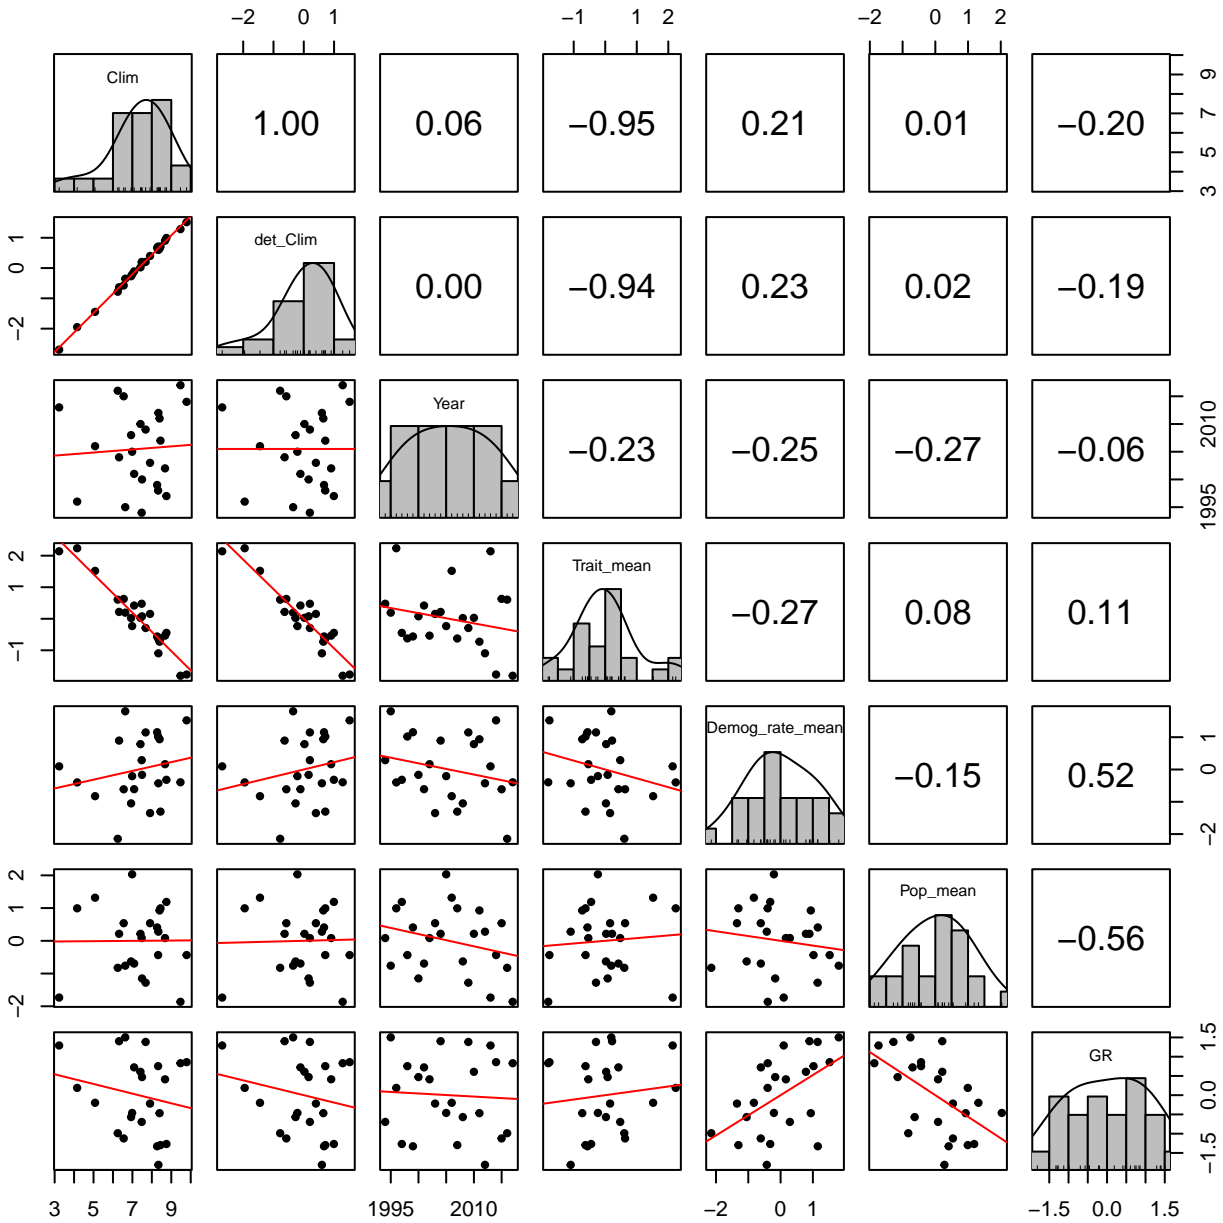 −2 0 1 −1 1 2 −2 0 2
Clim 1.00 0.06 −0.95 0.21 0.01 −0.20 3 5 7 9
−2 0 1 det_Clim 0.00 −0.94 0.23 0.02 −0.19
Year −0.23 −0.25 −0.27 −0.06 1995 2010
−1 1 2 Trait_mean −0.27 0.08 0.11
Demog_rate_mean −0.15 0.52 −2 0 1
−2 0 1 2 Pop_mean −0.56
GR −1.5 0.0 1.5
3 5 7 9 1995 2010 −2 0 1 −1.5 0.0 1.5